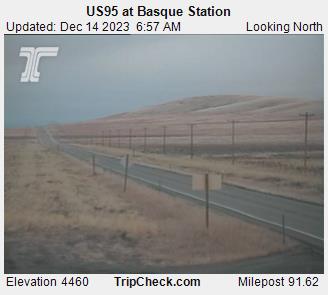 US95 at Basque Station
Updated: Dec 14 2023 6:57 AM Looking North
Elevation 4460 TripCheck.com Milepost 91.62